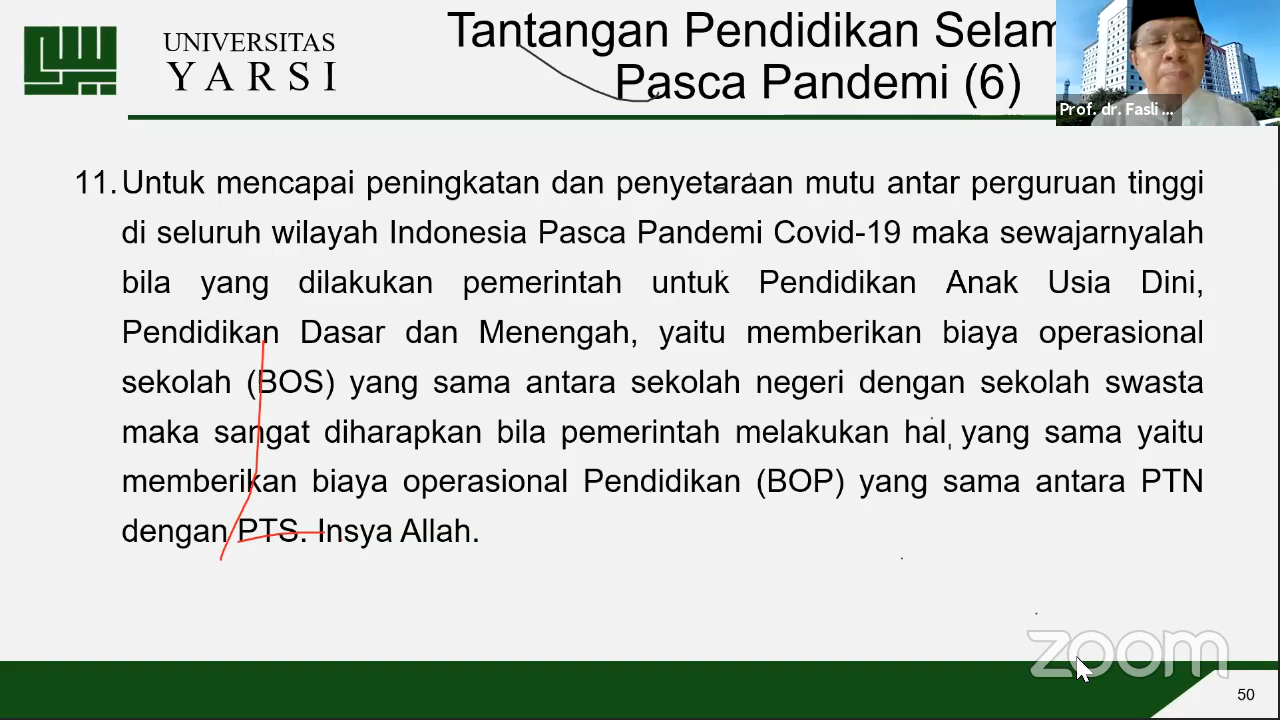 UNIVERSITAS
YARSI
Tantangan Pendidikan Selam
Pasca Pandemi (6)
Prof. dr. Fasli ...
11. Untuk mencapai peningkatan dan penyetaraan mutu antar perguruan tinggi
di seluruh wilayah Indonesia Pasca Pandemi Covid-19 maka sewajarnyalah
bila yang dilakukan pemerintah untuk Pendidikan Anak Usia Dini,
Pendidikan Dasar dan Menengah, yaitu memberikan biaya operasional
sekolah (BOS) yang sama antara sekolah negeri dengan sekolah swasta
maka sangat diharapkan bila pemerintah melakukan hal yang sama yaitu
memberikan biaya operasional Pendidikan (BOP) yang sama antara PTN
dengan PTS. Insya Allah.
zoom
50